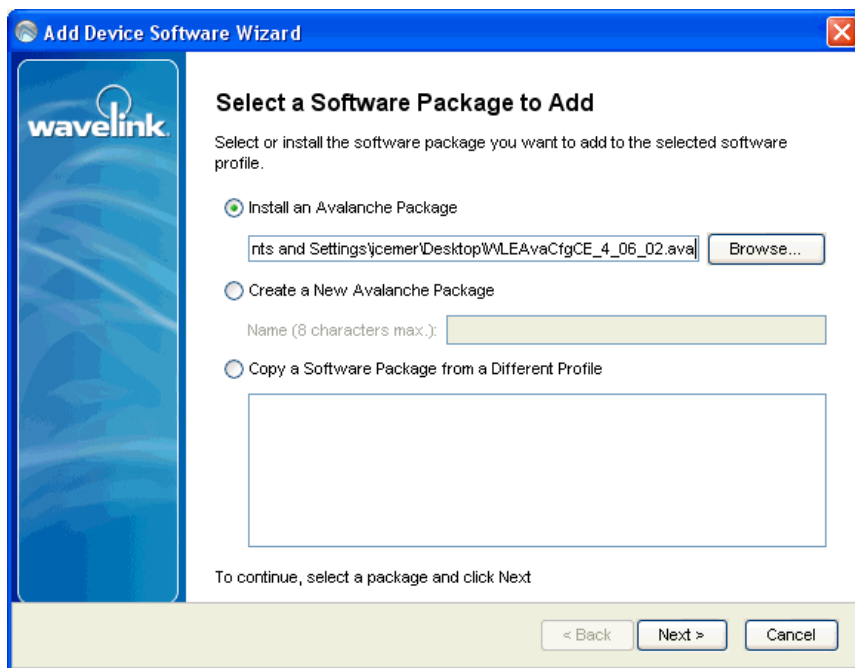 Add Device Software Wizard
wavelink.
Select a Software Package to Add
Select or install the software package you want to add to the selected software
profile.
Install an Avalanche Package
nts and Settings\jcemer\Desktop\WLEAvaCfgCE_4_06_02.ava
Browse...
Create a New Avalanche Package
Name (8 characters max.):
Copy a Software Package from a Different Profile
To continue, select a package and click Next
< Back
Next >
Cancel